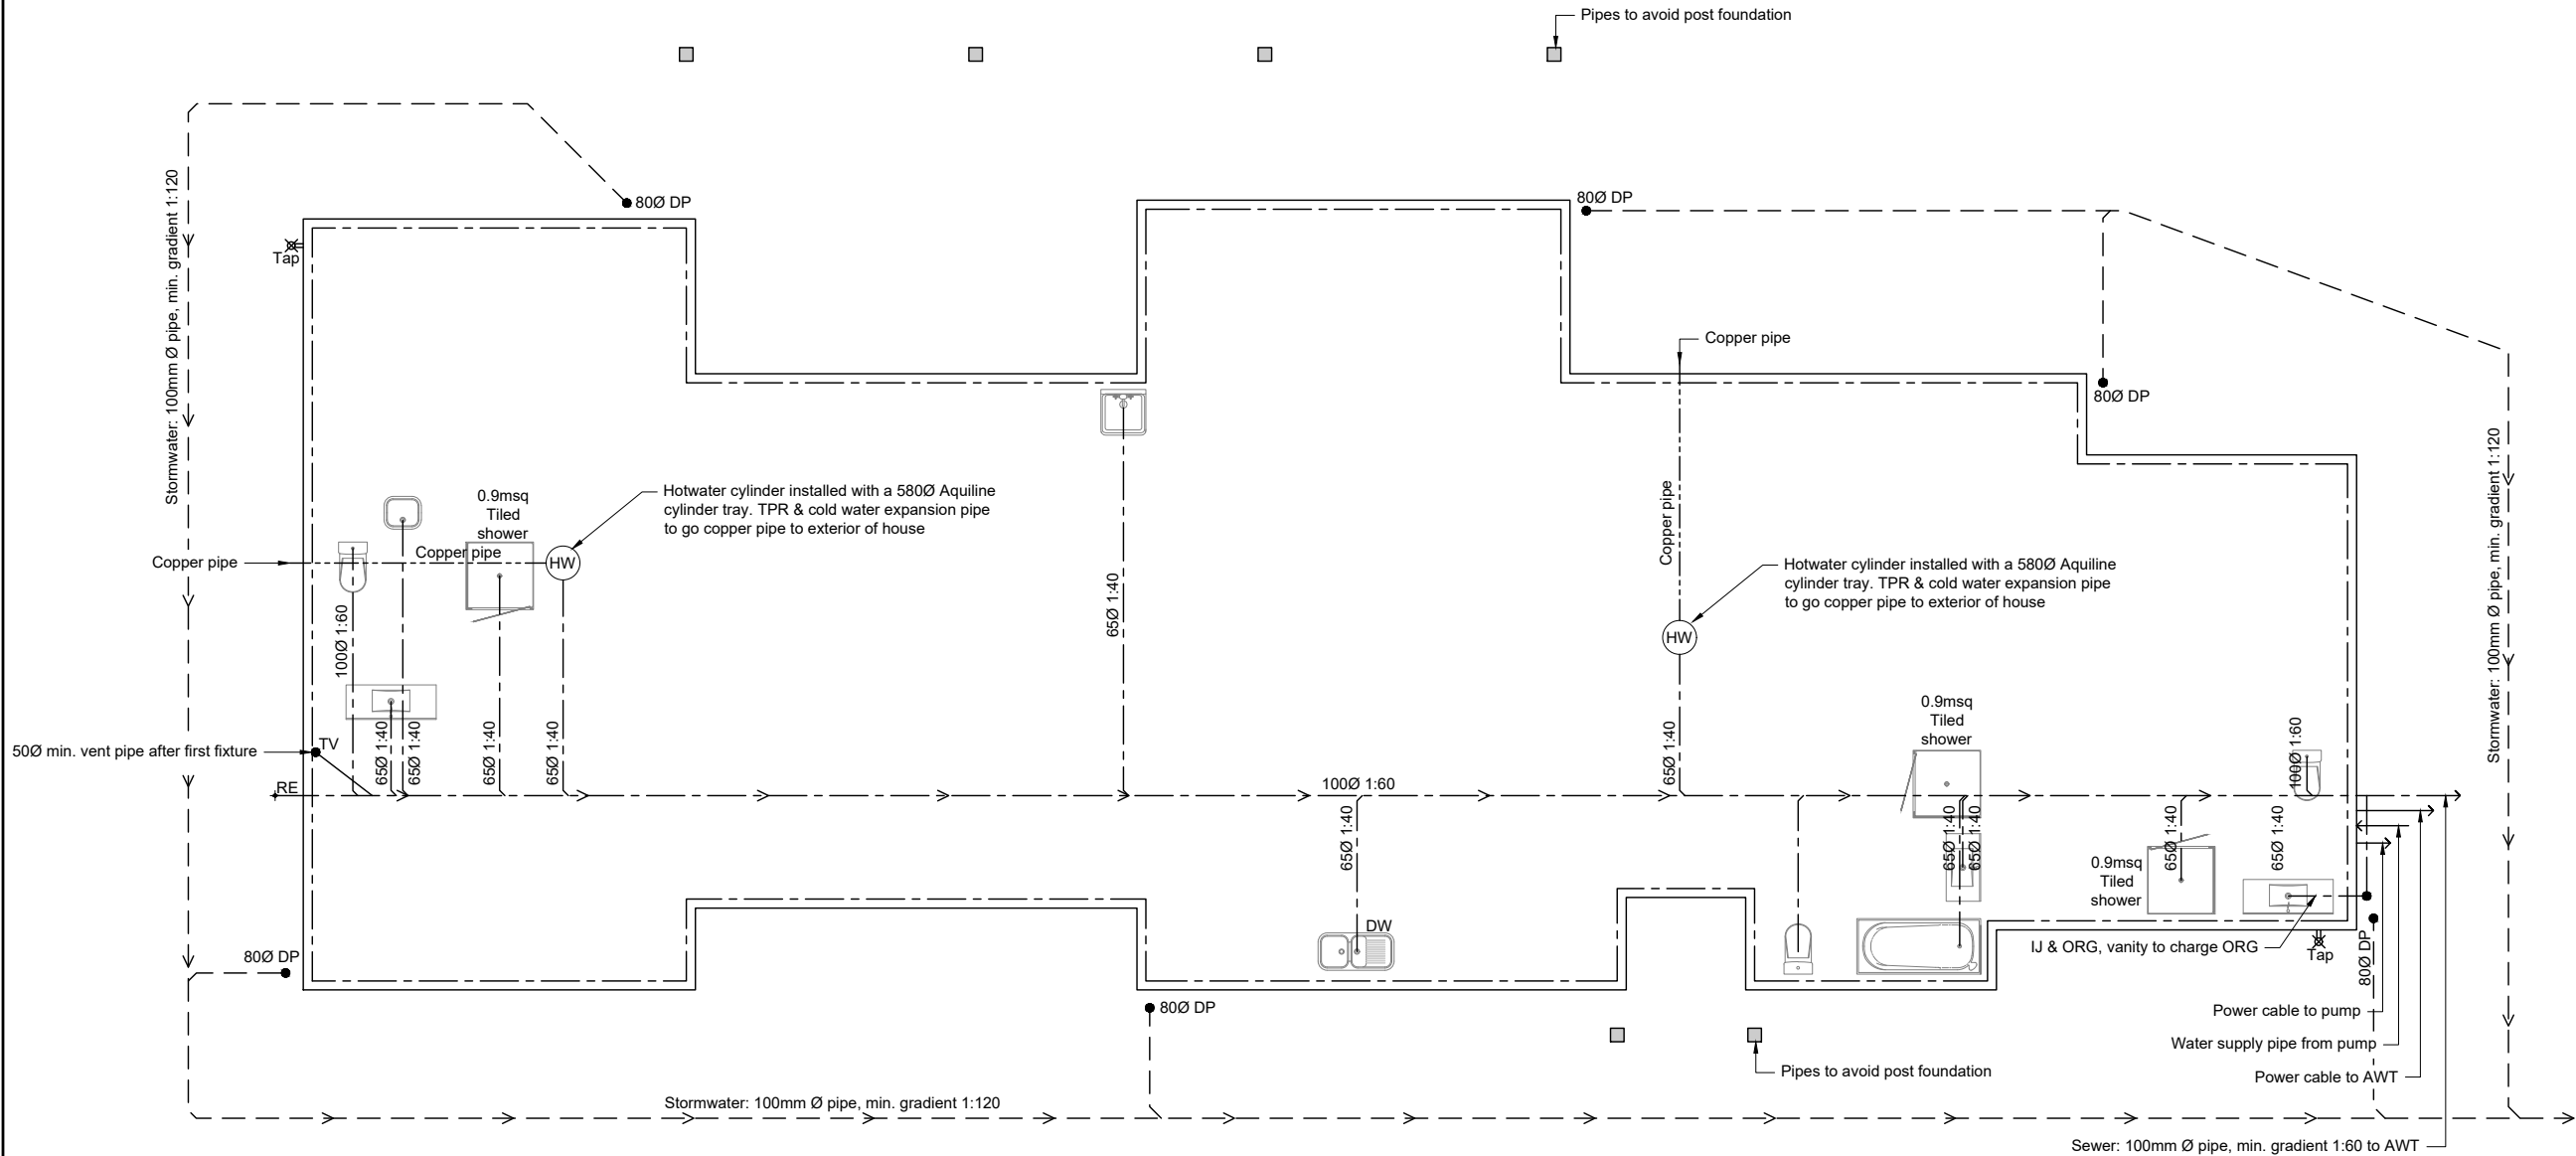 Pipes to avoid post foundation
Stormwater: 100mm Ø pipe, min. gradient 1:120
80Ø DP
80Ø DP
Tap
Copper pipe
80Ø DP
Copper pipe
Stormwater: 100mm Ø pipe, min. gradient 1:120
0.9msq
Tiled
shower
Hotwater cylinder installed with a 580Ø Aquiline
cylinder tray. TPR & cold water expansion pipe
to go copper pipe to exterior of house
Copper pipe
Copper pipe
HW
Hotwater cylinder installed with a 580Ø Aquiline
cylinder tray. TPR & cold water expansion pipe
to go copper pipe to exterior of house
HW
100Ø 1:60
65Ø 1:40
0.9msq
Tiled
shower
50Ø min. vent pipe after first fixture
TV
65Ø 1:40
65Ø 1:40
65Ø 1:40
65Ø 1:40
65Ø 1:40
100Ø 1:60
RE
100Ø 1:60
65Ø 1:40
65Ø 1:40
65Ø 1:40
65Ø 1:40
65Ø 1:40
0.9msq
Tiled
shower
DW
IJ & ORG, vanity to charge ORG
Tap
80Ø DP
80Ø DP
80Ø DP
Power cable to pump
Water supply pipe from pump
Pipes to avoid post foundation
Power cable to AWT
Stormwater: 100mm Ø pipe, min. gradient 1:120
Sewer: 100mm Ø pipe, min. gradient 1:60 to AWT